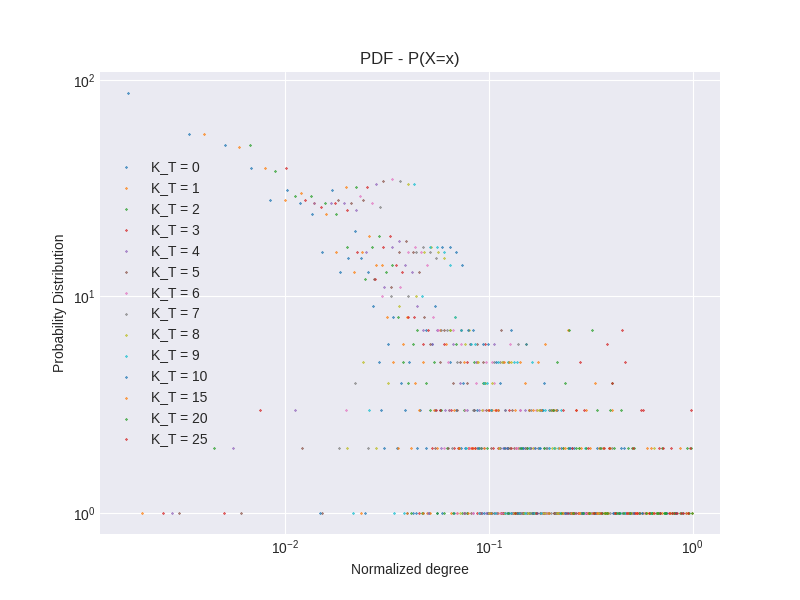 PDF - P(X=x)
Probability Distribution
10²
10¹
10⁰
K_T = 0
K_T = 1
K_T = 2
K_T = 3
K_T = 4
K_T = 5
K_T = 6
K_T = 7
K_T = 8
K_T = 9
K_T = 10
K_T = 15
K_T = 20
K_T = 25
10⁻²
10⁻¹
10⁰
Normalized degree